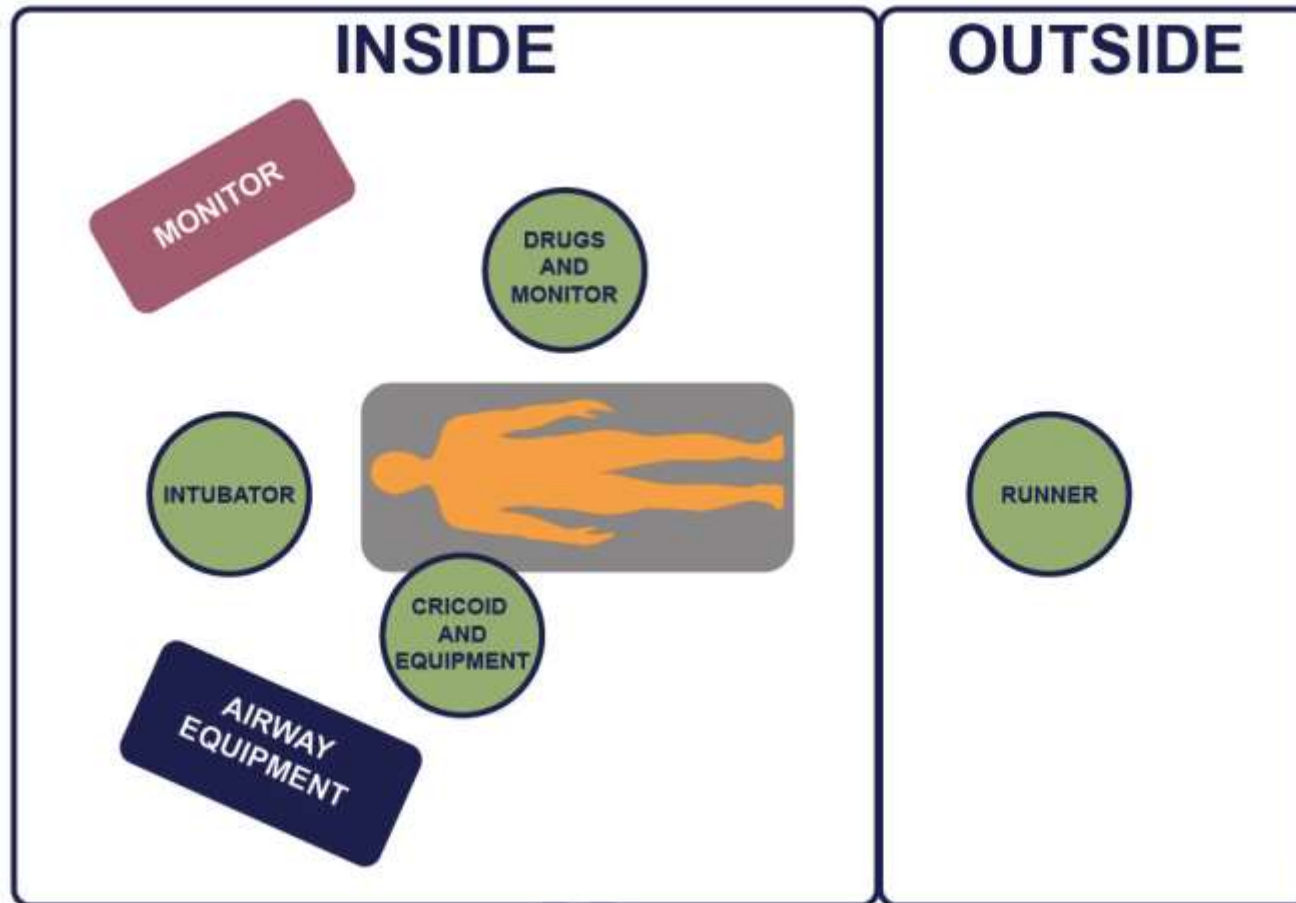 INSIDE
OUTSIDE
MONITOR
DRUGS
AND
MONITOR
INTUBATOR
RUNNER
CRICOID
AND
EQUIPMENT
AIRWAY
EQUIPMENT